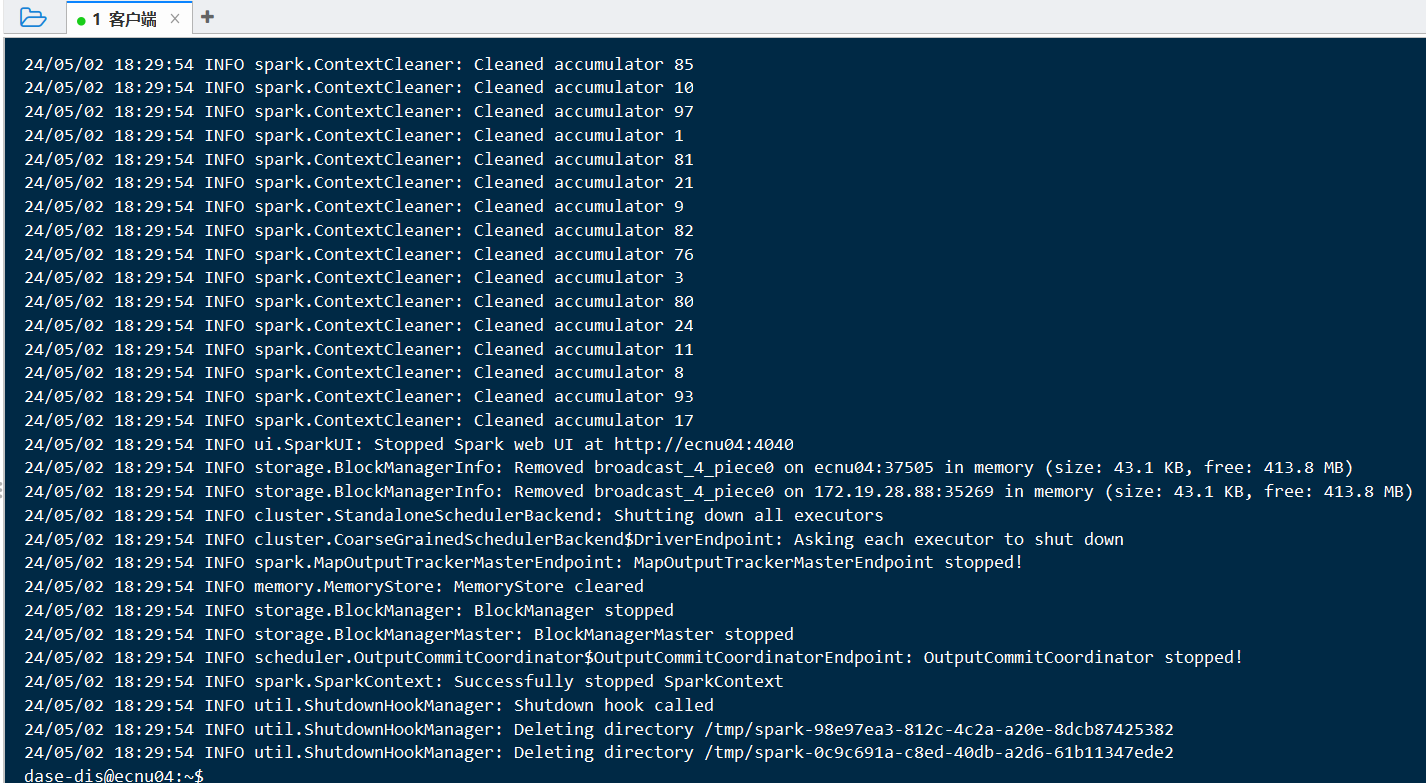 1 客户端
24/05/02 18:29:54 INFO spark.ContextCleaner: Cleaned accumulator 85
24/05/02 18:29:54 INFO spark.ContextCleaner: Cleaned accumulator 10
24/05/02 18:29:54 INFO spark.ContextCleaner: Cleaned accumulator 97
24/05/02 18:29:54 INFO spark.ContextCleaner: Cleaned accumulator 1
24/05/02 18:29:54 INFO spark.ContextCleaner: Cleaned accumulator 81
24/05/02 18:29:54 INFO spark.ContextCleaner: Cleaned accumulator 21
24/05/02 18:29:54 INFO spark.ContextCleaner: Cleaned accumulator 9
24/05/02 18:29:54 INFO spark.ContextCleaner: Cleaned accumulator 82
24/05/02 18:29:54 INFO spark.ContextCleaner: Cleaned accumulator 76
24/05/02 18:29:54 INFO spark.ContextCleaner: Cleaned accumulator 3
24/05/02 18:29:54 INFO spark.ContextCleaner: Cleaned accumulator 80
24/05/02 18:29:54 INFO spark.ContextCleaner: Cleaned accumulator 24
24/05/02 18:29:54 INFO spark.ContextCleaner: Cleaned accumulator 11
24/05/02 18:29:54 INFO spark.ContextCleaner: Cleaned accumulator 8
24/05/02 18:29:54 INFO spark.ContextCleaner: Cleaned accumulator 93
24/05/02 18:29:54 INFO spark.ContextCleaner: Cleaned accumulator 17
24/05/02 18:29:54 INFO ui.SparkUI: Stopped Spark web UI at http://ecnu04:4040
24/05/02 18:29:54 INFO storage.BlockManagerInfo: Removed broadcast_4_piece0 on ecnu04:37505 in memory (size: 43.1 KB, free: 413.8 MB)
24/05/02 18:29:54 INFO storage.BlockManagerInfo: Removed broadcast_4_piece0 on 172.19.28.88:35269 in memory (size: 43.1 KB, free: 413.8 MB)
24/05/02 18:29:54 INFO cluster.StandaloneSchedulerBackend: Shutting down all executors
24/05/02 18:29:54 INFO cluster.CoarseGrainedSchedulerBackend$DriverEndpoint: Asking each executor to shut down
24/05/02 18:29:54 INFO spark.MapOutputTrackerMasterEndpoint: MapOutputTrackerMasterEndpoint stopped!
24/05/02 18:29:54 INFO memory.MemoryStore: MemoryStore cleared
24/05/02 18:29:54 INFO storage.BlockManager: BlockManager stopped
24/05/02 18:29:54 INFO storage.BlockManagerMaster: BlockManagerMaster stopped
24/05/02 18:29:54 INFO scheduler.OutputCommitCoordinator$OutputCommitCoordinatorEndpoint: OutputCommitCoordinator stopped!
24/05/02 18:29:54 INFO spark.SparkContext: Successfully stopped SparkContext
24/05/02 18:29:54 INFO util.ShutdownHookManager: Shutdown hook called
24/05/02 18:29:54 INFO util.ShutdownHookManager: Deleting directory /tmp/spark-98e97ea3-812c-4c2a-a20e-8dcb87425382
24/05/02 18:29:54 INFO util.ShutdownHookManager: Deleting directory /tmp/spark-0c9c691a-c8ed-40db-a2d6-61b11347ede2
dase-dis@ecnu04:~$